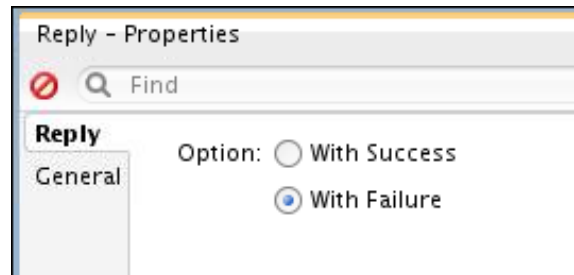 Reply - Properties
Find
Reply
Option: With Success
General
With Failure